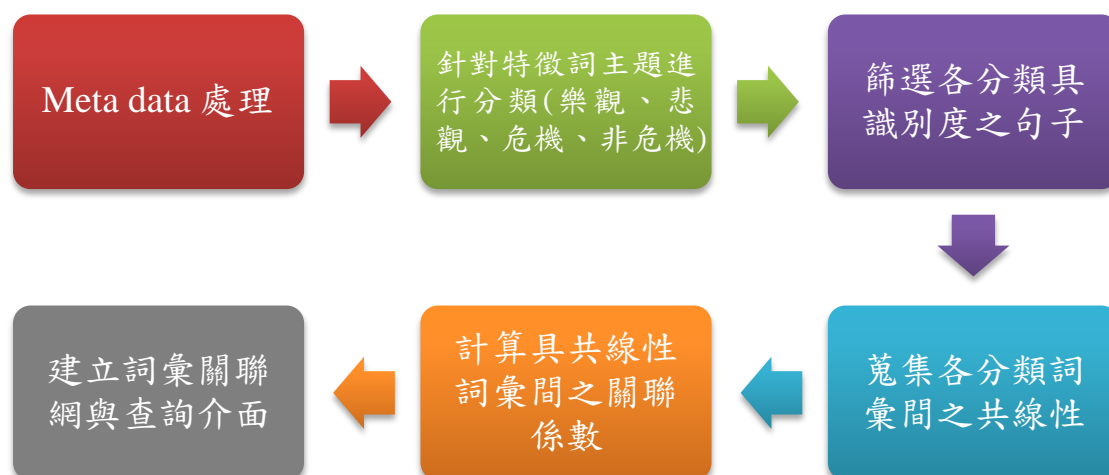 Meta data 處理
針對特徵詞主題進
行分類(樂觀、悲
觀、危機、非危機)
篩選各分類具
識別度之句子
蒐集各分類詞
彙間之共線性
計算具共線性
詞彙間之關聯
係數
建立詞彙關聯
網與查詢介面